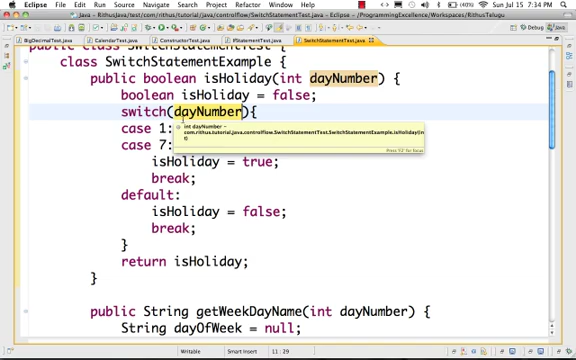 Eclipse File Edit Refactor Source Navigate Search Project Run Window Help (40%) Sun Jul 15 7:34 PM
Java - RithusJava/test/com/rithus/tutorial/java/controlflow/SwitchStatementTest.java - Eclipse - /ProgrammingExcellence/Workspaces/RithusTelugu
Debug Java
BigDecimalTest.java CalendarTest.java ConstructorTest.java IfStatementTest.java SwitchStatementTest.java
public class SwitchStatementTest {
class SwitchStatementExample {
public boolean isHoliday(int dayNumber) {
boolean isHoliday = false;
switch(dayNumber){
case 1:
int dayNumber -
com.rithus.tutorial.java.controlflow.SwitchStatementTest.SwitchStatementExample.isHoliday(in
t)
case 7:
Press 'F2' for focus
isHoliday = true;
break;
default:
isHoliday = false;
break;
}
return isHoliday;
}
public String getWeekDayName(int dayNumber) {
String dayOfWeek = null;
Writable Smart Insert 11 : 29